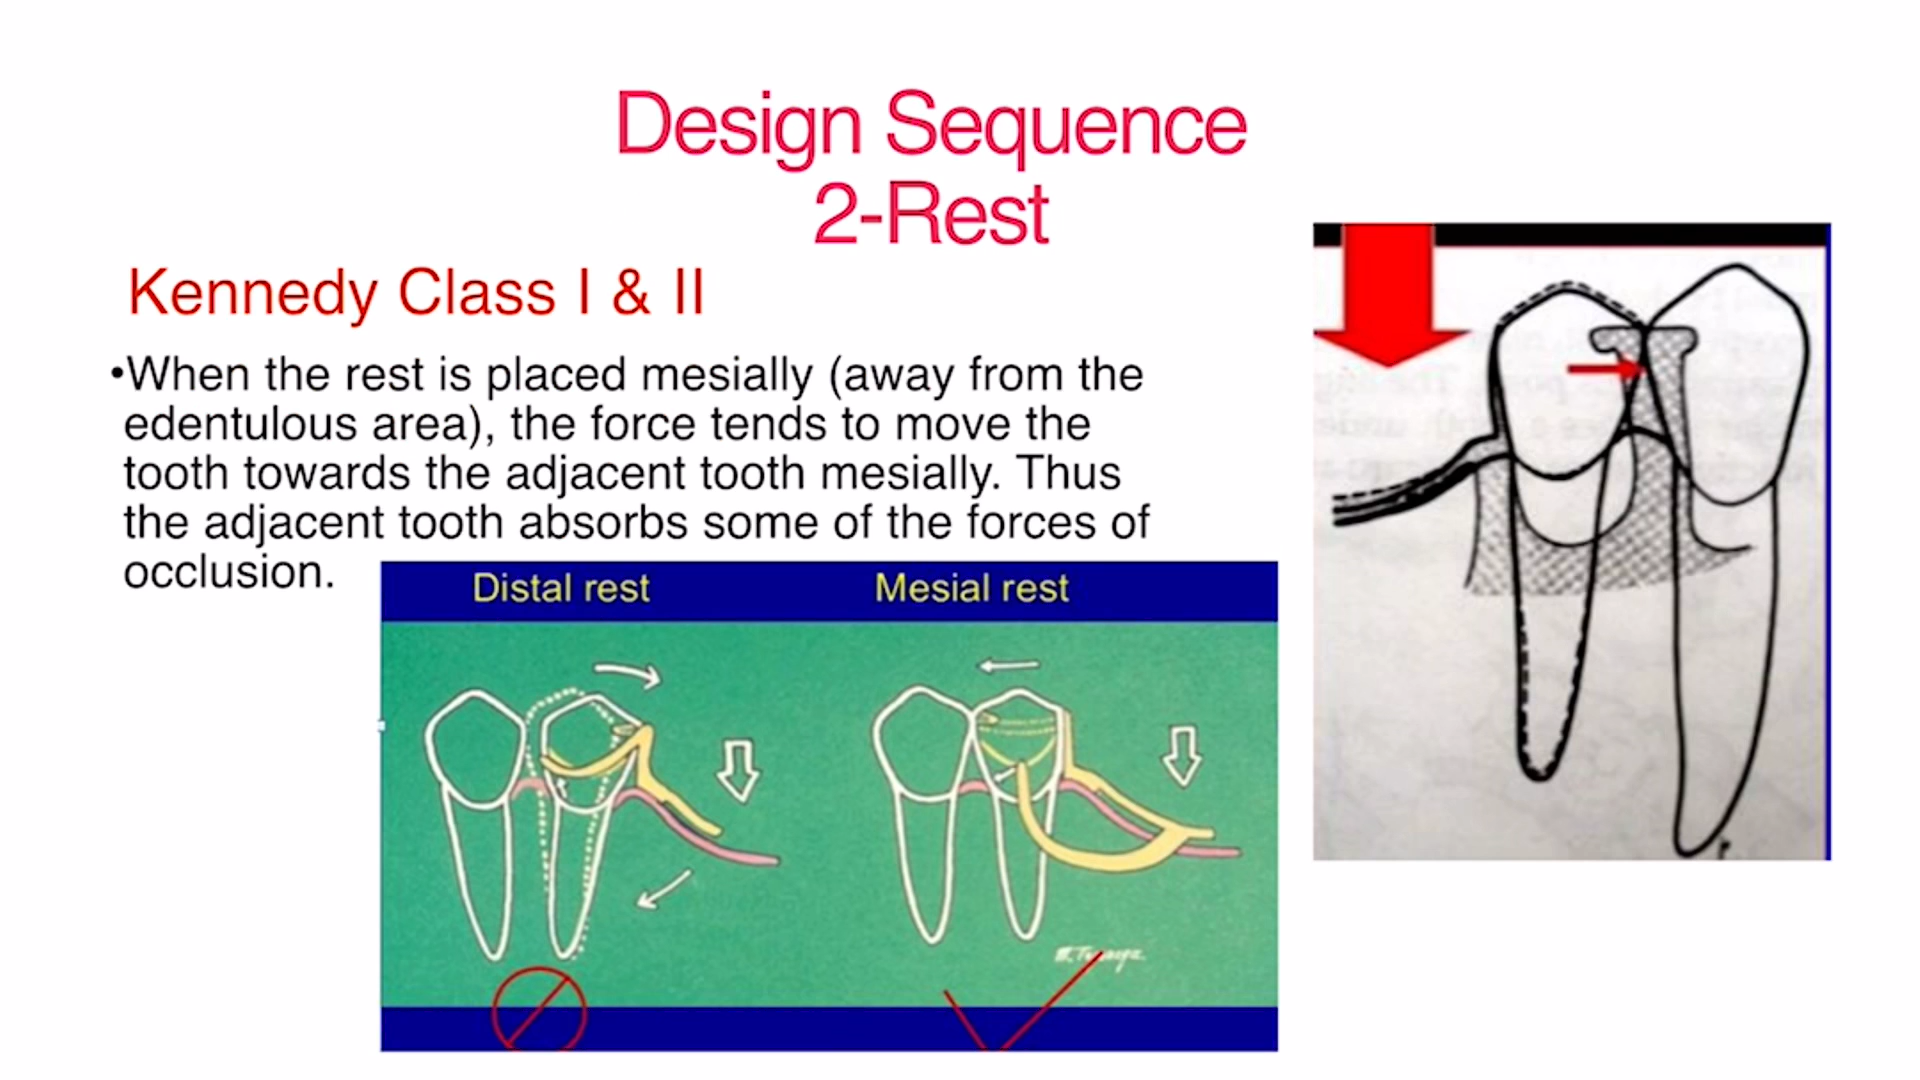 Design Sequence
2-Rest
Kennedy Class I & II
•When the rest is placed mesially (away from the
edentulous area), the force tends to move the
tooth towards the adjacent tooth mesially. Thus
the adjacent tooth absorbs some of the forces of
occlusion.
Distal rest
Mesial rest